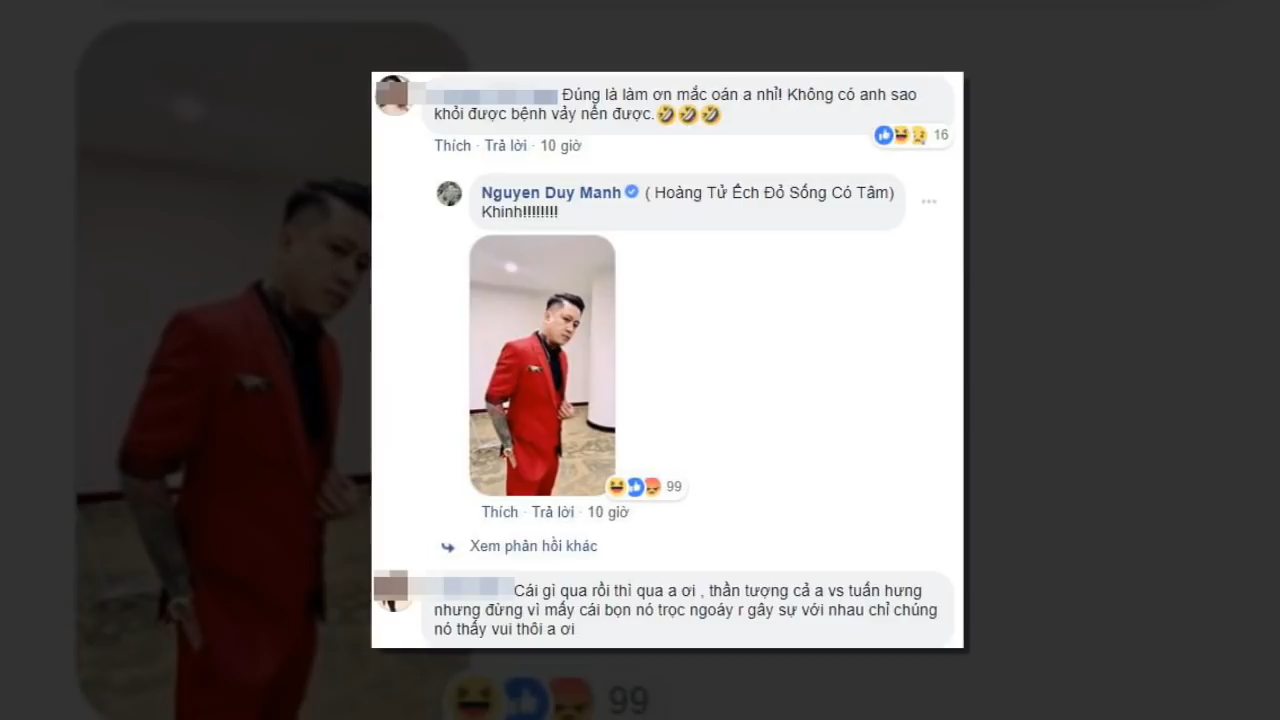 Đúng là làm ơn mắc oán a nhỉ! Không có anh sao
khỏi được bệnh vảy nến được.🤣🤣🤣
16
Thích · Trả lời · 10 giờ
Nguyen Duy Manh ( Hoàng Tử Ếch Đỏ Sống Có Tâm)
Khinh!!!!!!!!
99
Thích · Trả lời · 10 giờ
Xem phản hồi khác
Cái gì qua rồi thì qua a ơi , thần tượng cả a vs tuấn hưng
nhưng đừng vì mấy cái bọn nó trọc ngoáy r gây sự với nhau chỉ chúng
nó thấy vui thôi a ơi
99